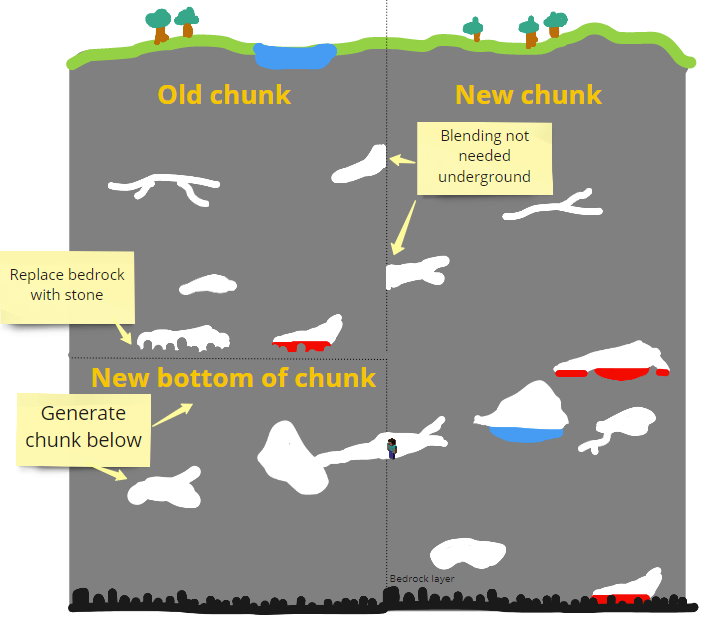 Old chunk
New chunk
Blending not
needed
underground
Replace bedrock
with stone
New bottom of chunk
Generate
chunk below
Bedrock layer